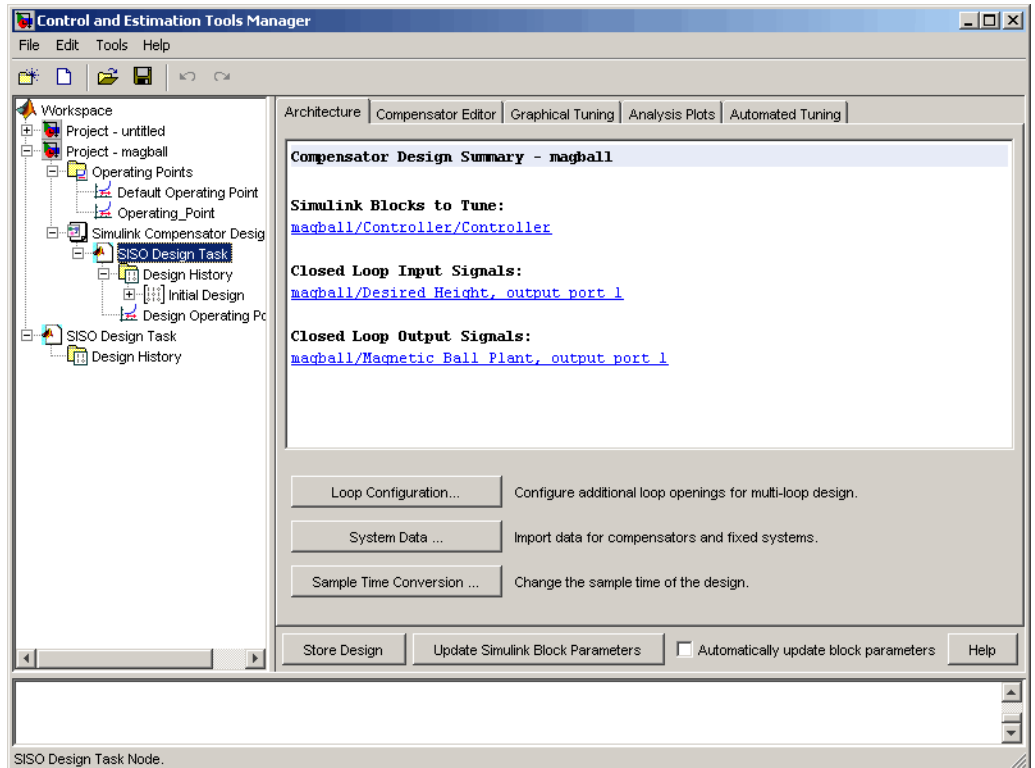 Control and Estimation Tools Manager
File Edit Tools Help
Workspace
Project - untitled
Project - magball
Operating Points
Default Operating Point
Operating_Point
Simulink Compensator Desig
SISO Design Task
Design History
Initial Design
Design Operating Po
SISO Design Task
Design History
Architecture Compensator Editor Graphical Tuning Analysis Plots Automated Tuning
Compensator Design Summary - magball
Simulink Blocks to Tune:
magball/Controller/Controller
Closed Loop Input Signals:
magball/Desired Height, output port 1
Closed Loop Output Signals:
magball/Magnetic Ball Plant, output port 1
Loop Configuration... Configure additional loop openings for multi-loop design.
System Data ... Import data for compensators and fixed systems.
Sample Time Conversion ... Change the sample time of the design.
Store Design Update Simulink Block Parameters Automatically update block parameters Help
SISO Design Task Node.